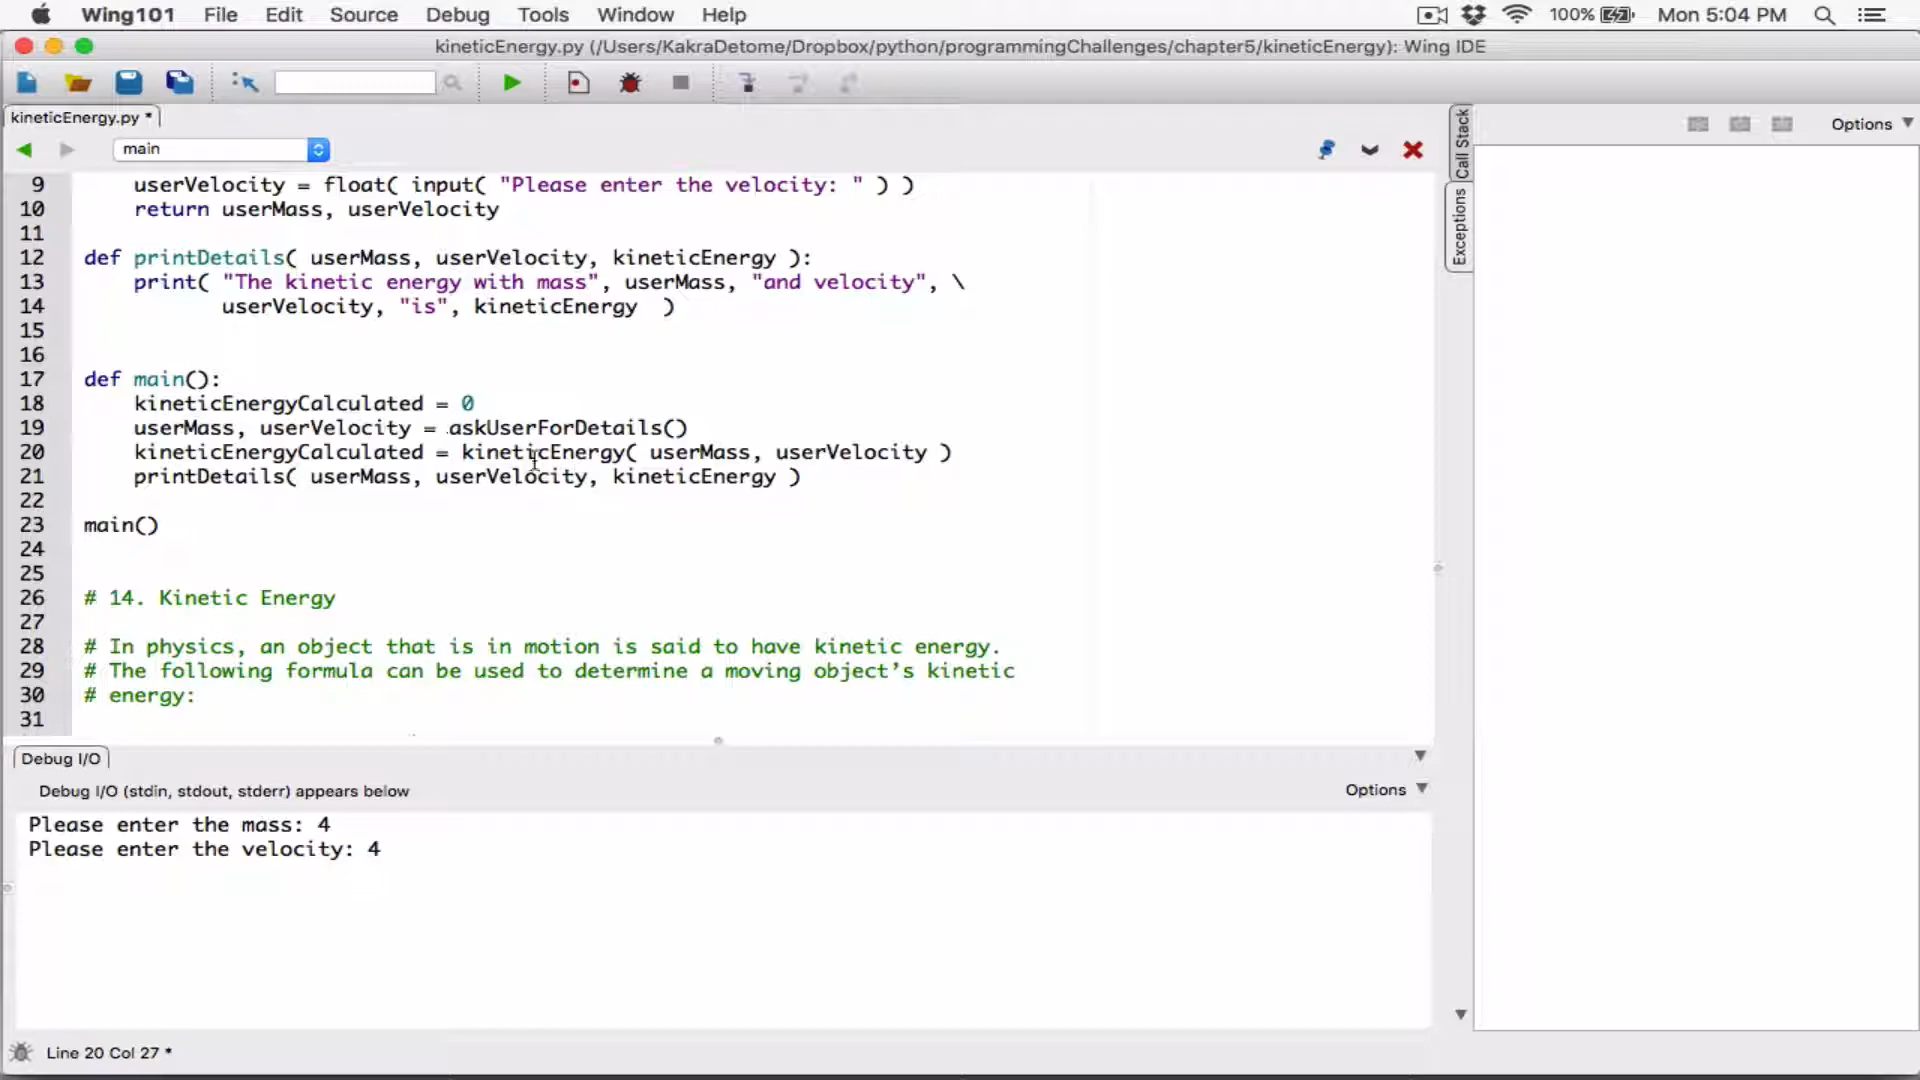 Wing101 File Edit Source Debug Tools Window Help 100% Mon 5:04 PM
kineticEnergy.py (/Users/KakraDetome/Dropbox/python/programmingChallenges/chapter5/kineticEnergy): Wing IDE
kineticEnergy.py *
main
Options
Call Stack
Exceptions
9 userVelocity = float( input( "Please enter the velocity: " ) )
10 return userMass, userVelocity
11
12 def printDetails( userMass, userVelocity, kineticEnergy ):
13 print( "The kinetic energy with mass", userMass, "and velocity", \
14 userVelocity, "is", kineticEnergy  )
15
16
17 def main():
18 kineticEnergyCalculated = 0
19 userMass, userVelocity = askUserForDetails()
20 kineticEnergyCalculated = kineticEnergy( userMass, userVelocity )
21 printDetails( userMass, userVelocity, kineticEnergy )
22
23 main()
24
25
26 # 14. Kinetic Energy
27
28 # In physics, an object that is in motion is said to have kinetic energy.
29 # The following formula can be used to determine a moving object’s kinetic
30 # energy:
31
Debug I/O
Debug I/O (stdin, stdout, stderr) appears below
Options
Please enter the mass: 4
Please enter the velocity: 4
Line 20 Col 27 *